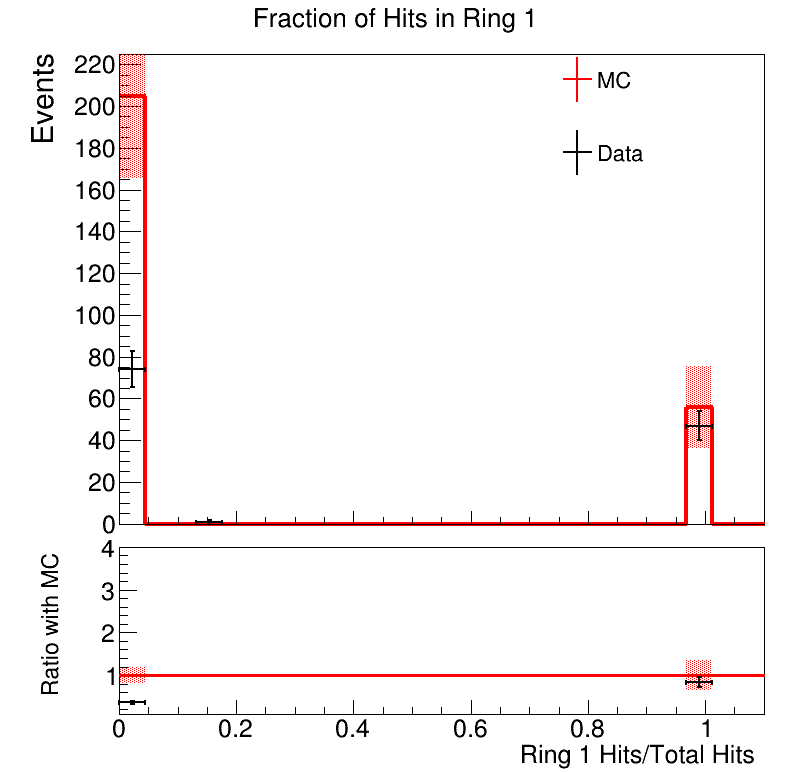 Fraction of Hits in Ring 1
Events
220
200
180
160
140
120
100
80
60
40
20
0
MC
Data
Ratio with MC
4
3
2
1
0 0.2 0.4 0.6 0.8 1
Ring 1 Hits/Total Hits